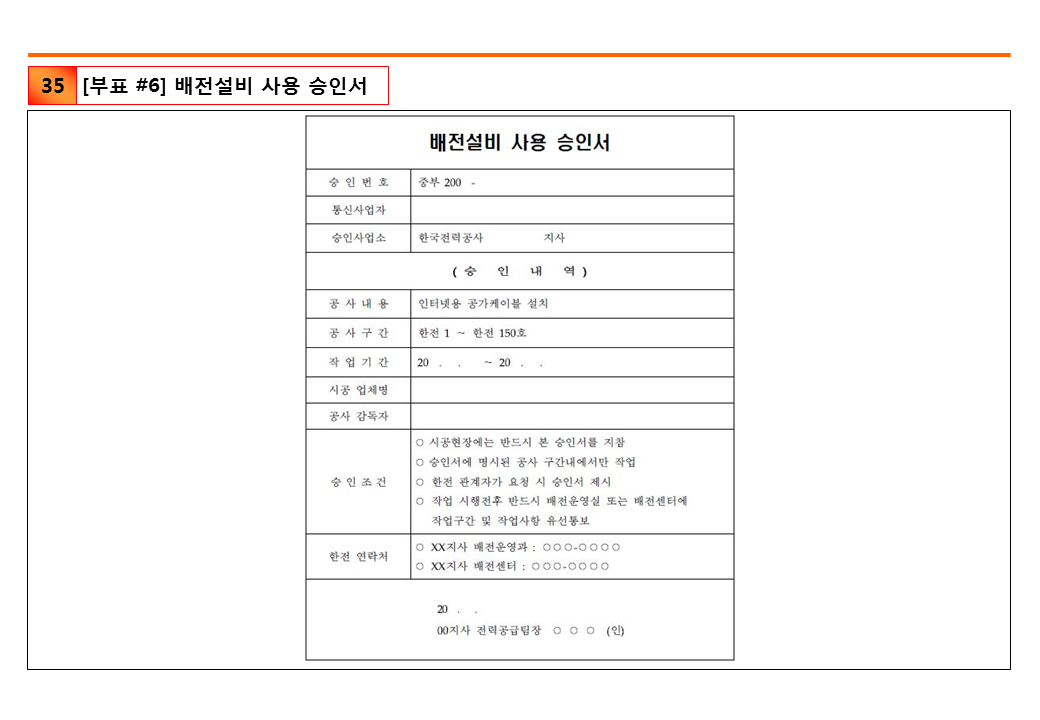 35 [부표 #6] 배전설비 사용 승인서
배전설비 사용 승인서
승 인 번 호 중부 200 -
통신사업자
승인사업소 한국전력공사 지사
( 승 인 내 역 )
공 사 내 용 인터넷용 공가케이블 설치
공 사 구 간 한전 1 ~ 한전 150호
작 업 기 간 20 . . ~ 20 . .
시공 업체명
공사 감독자
○ 시공현장에는 반드시 본 승인서를 지참
○ 승인서에 명시된 공사 구간내에서만 작업
승 인 조 건 ○ 한전 관계자가 요청 시 승인서 제시
○ 작업 시행전후 반드시 배전운영실 또는 배전센터에
작업구간 및 작업사항 유선통보
한전 연락처 ○ XX지사 배전운영과 : ○○○-○○○○
○ XX지사 배전센터 : ○○○-○○○○
20 . .
00지사 전력공급팀장 ○ ○ ○ (인)